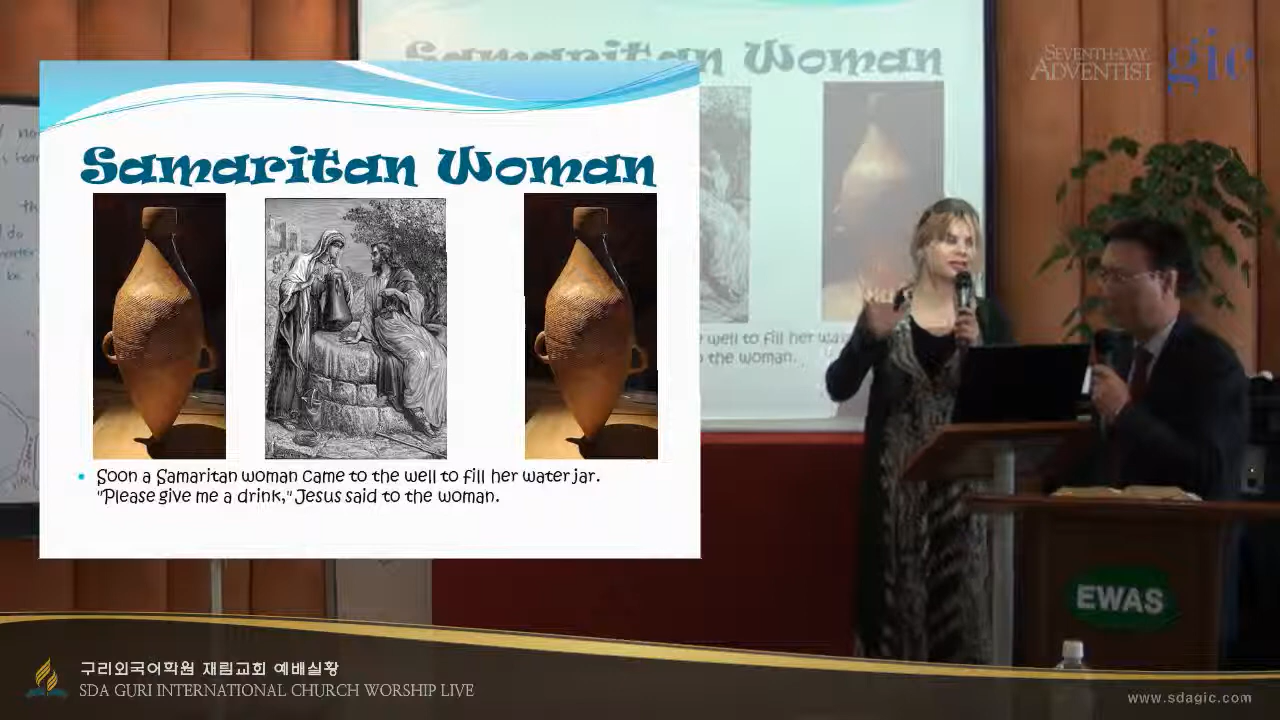 Samaritan Woman
SEVENTH-DAY
ADVENTIST
gic
Samaritan Woman
well to fill her wa
the woman.
Soon a Samaritan woman came to the well to fill her water jar.
"Please give me a drink," Jesus said to the woman.
EWAS
구리외국어학원 재림교회 예배실황
SDA GURI INTERNATIONAL CHURCH WORSHIP LIVE
www.sdagic.com